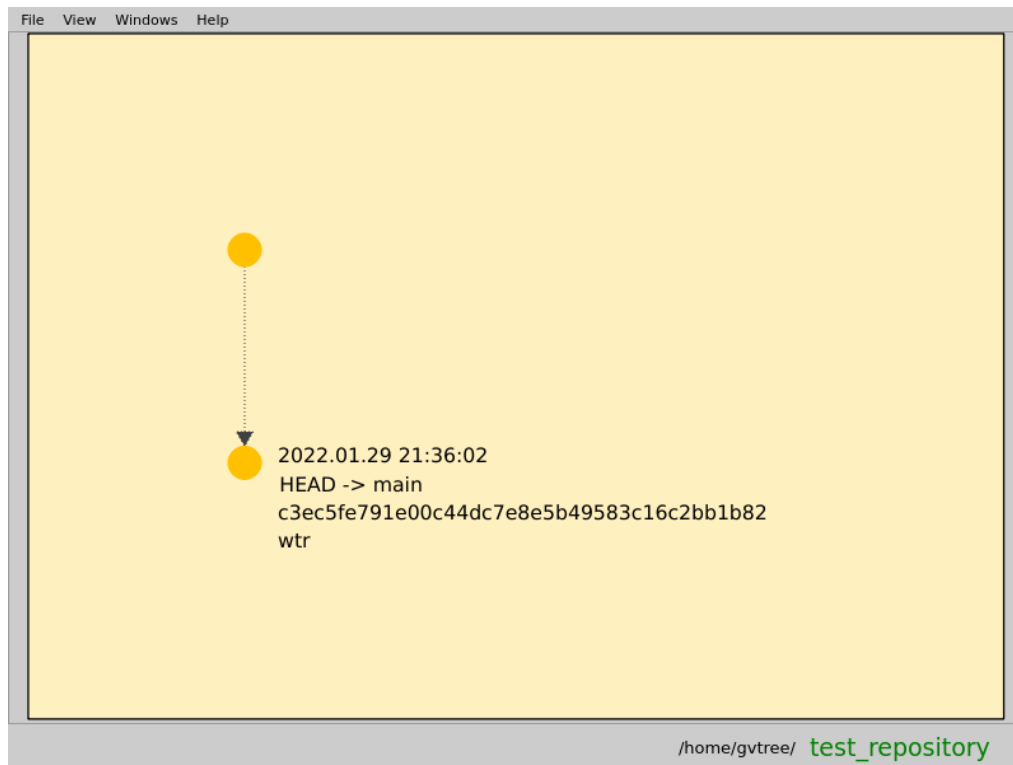 File View Windows Help
2022.01.29 21:36:02
HEAD -> main
c3ec5fe791e00c44dc7e8e5b49583c16c2bb1b82
wtr
/home/gvtree/ test_repository